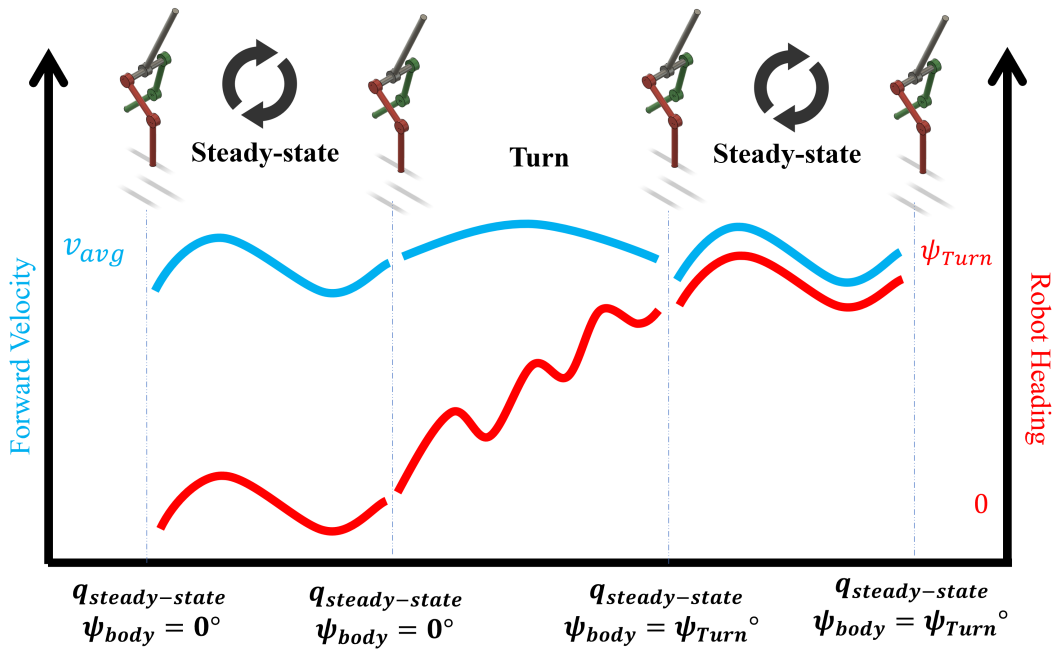 Steady-state
Turn
Steady-state
v_avg
ψ_Turn
Forward Velocity
Robot Heading
0
q_steady−state
ψ_body = 0°
q_steady−state
ψ_body = 0°
q_steady−state
ψ_body = ψ_Turn°
q_steady−state
ψ_body = ψ_Turn°